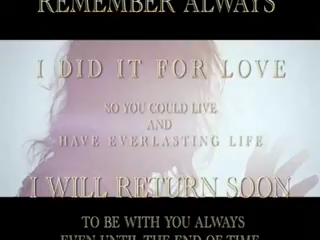 REMEMBER ALWAYS
I DID IT FOR LOVE
SO YOU COULD LIVE
AND
HAVE EVERLASTING LIFE
I WILL RETURN SOON
TO BE WITH YOU ALWAYS
EVEN UNTIL THE END OF TIME